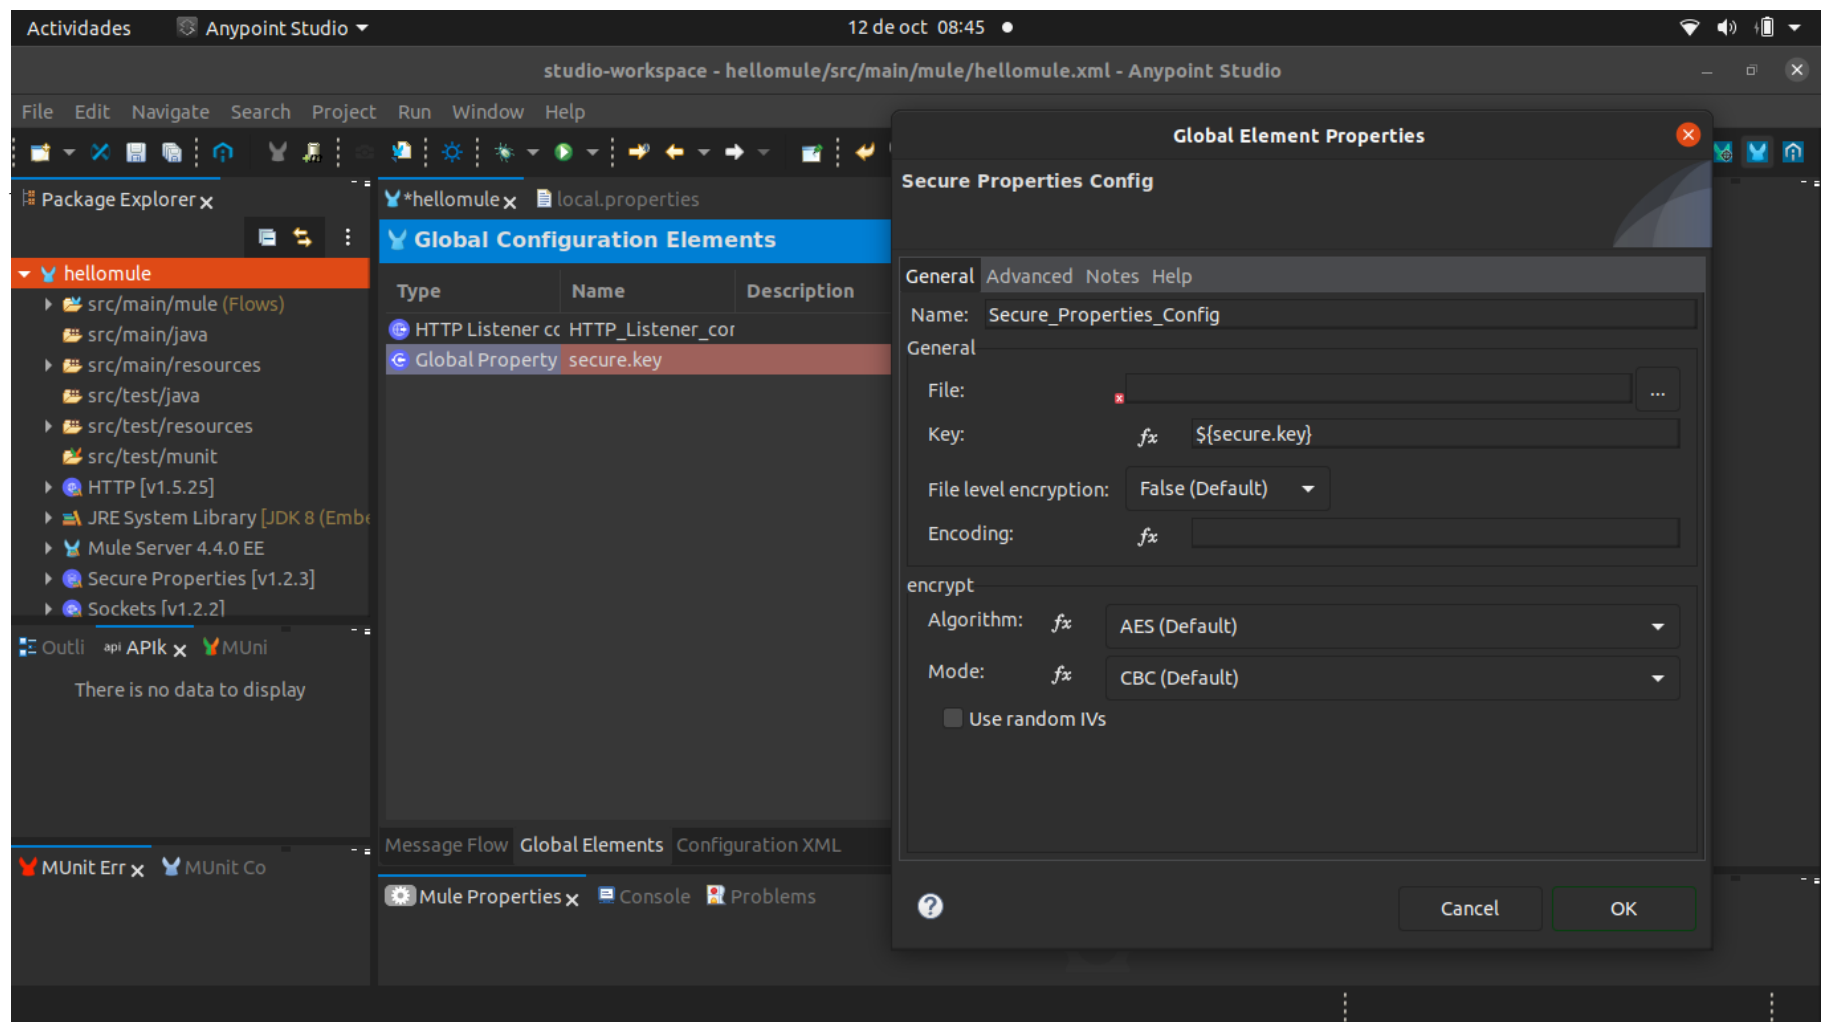 Actividades
Anypoint Studio
12 de oct 08:45
studio-workspace - hellomule/src/main/mule/hellomule.xml - Anypoint Studio
File Edit Navigate Search Project Run Window Help
Package Explorer
hellomule
src/main/mule (Flows)
src/main/java
src/main/resources
src/test/java
src/test/resources
src/test/munit
HTTP [v1.5.25]
JRE System Library [JDK 8 (Embe
Mule Server 4.4.0 EE
Secure Properties [v1.2.3]
Sockets [v1.2.2]
Outli
api APIk
MUni
There is no data to display
MUnit Err
MUnit Co
*hellomule
local.properties
Global Configuration Elements
Type Name Description
HTTP Listener cc HTTP_Listener_cor
Global Property secure.key
Message Flow Global Elements Configuration XML
Mule Properties
Console
Problems
Global Element Properties
Secure Properties Config
General Advanced Notes Help
Name: Secure_Properties_Config
General
File: ...
Key: fx ${secure.key}
File level encryption: False (Default)
Encoding: fx
encrypt
Algorithm: fx AES (Default)
Mode: fx CBC (Default)
Use random IVs
?
Cancel OK